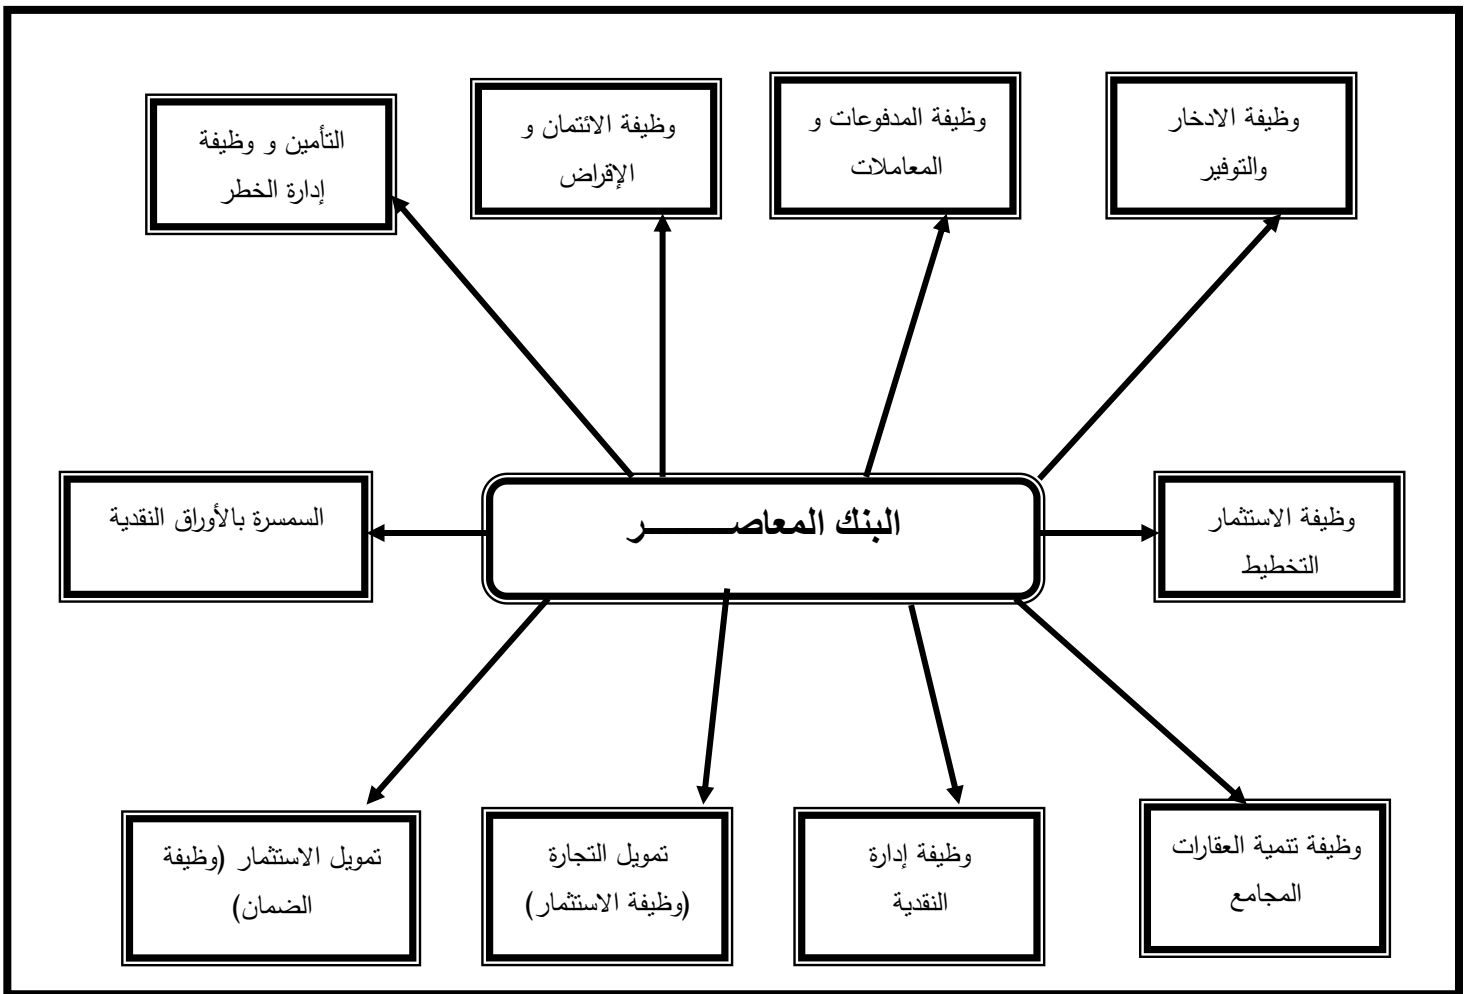 وظيفة الادخار
والتوفير
وظيفة المدفوعات و
المعاملات
وظيفة الائتمان و
الإقراض
التأمين و وظيفة
إدارة الخطر
وظيفة الاستثمار
التخطيط
البنك المعاصــــــــر
السمسرة بالأوراق النقدية
وظيفة تنمية العقارات
المجامع
وظيفة إدارة
النقدية
تمويل التجارة
(وظيفة الاستثمار)
تمويل الاستثمار (وظيفة
الضمان)